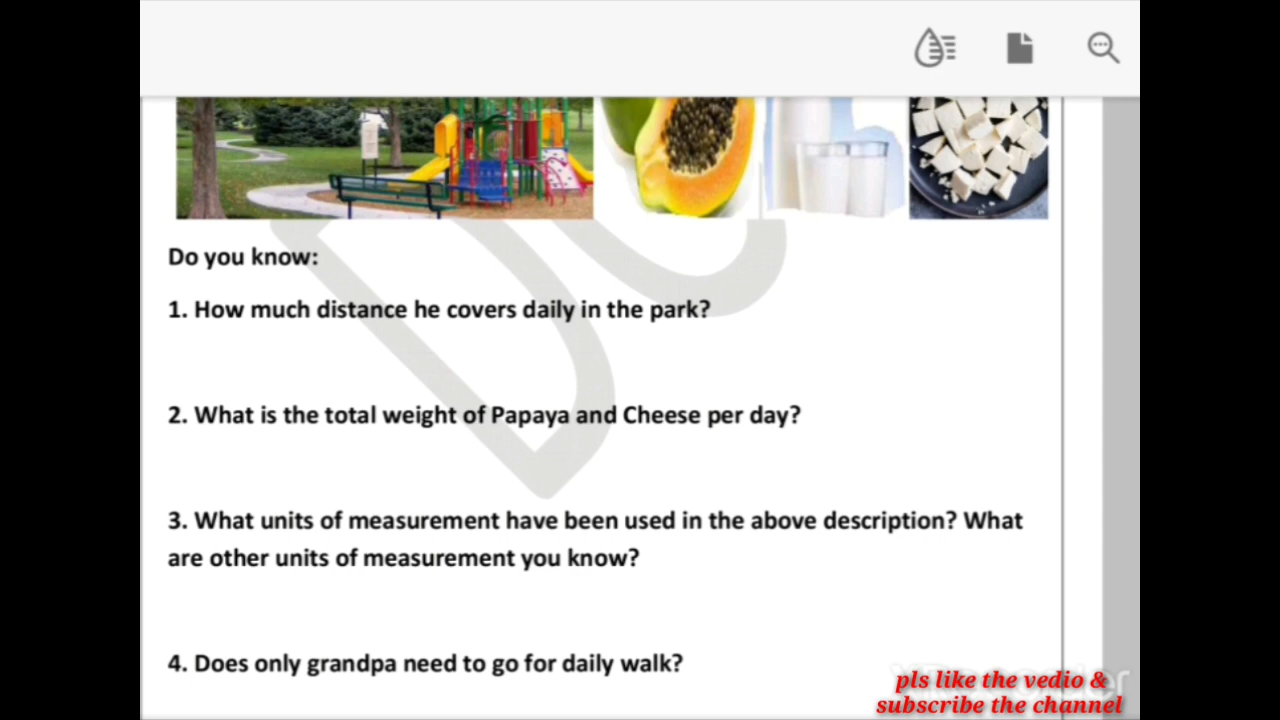 Do you know:
1. How much distance he covers daily in the park?
2. What is the total weight of Papaya and Cheese per day?
3. What units of measurement have been used in the above description? What
are other units of measurement you know?
4. Does only grandpa need to go for daily walk?
pls like the vedio &
subscribe the channel